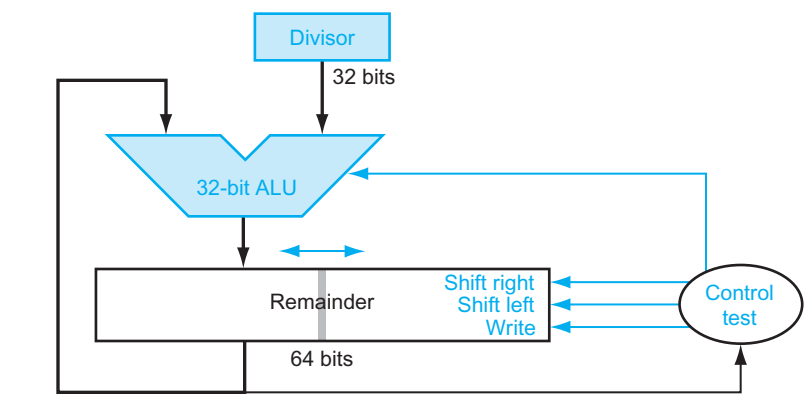 Divisor
32 bits
32-bit ALU
Remainder
Shift right
Shift left
Write
Control
test
64 bits